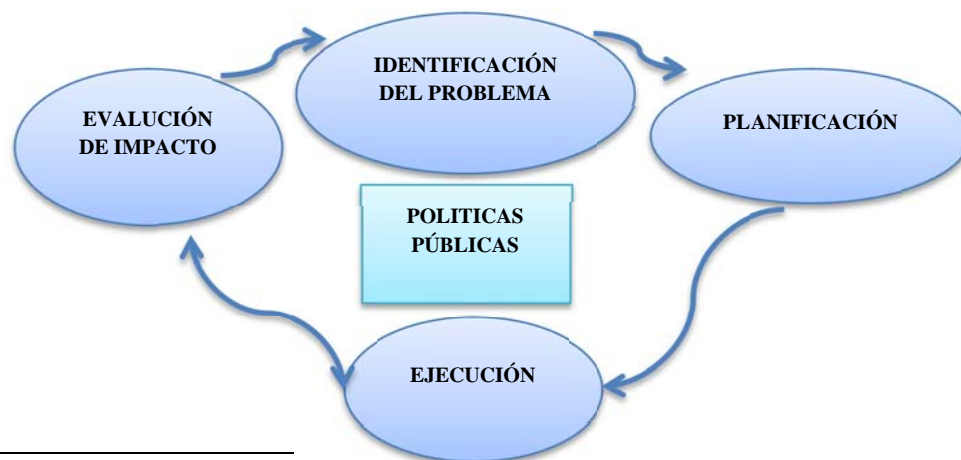 IDENTIFICACIÓN
DEL PROBLEMA
EVALUCIÓN
DE IMPACTO
PLANIFICACIÓN
POLITICAS
PÚBLICAS
EJECUCIÓN